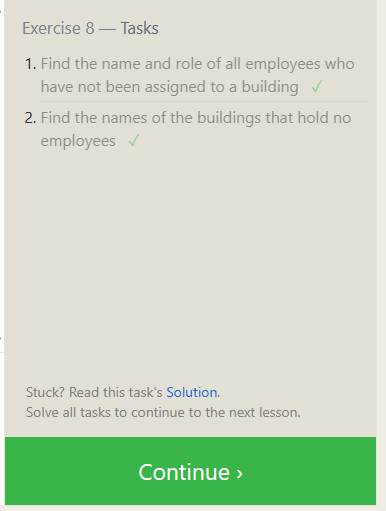 Exercise 8 — Tasks
1. Find the name and role of all employees who
have not been assigned to a building ✓
2. Find the names of the buildings that hold no
employees ✓
Stuck? Read this task's Solution.
Solve all tasks to continue to the next lesson.
Continue ›